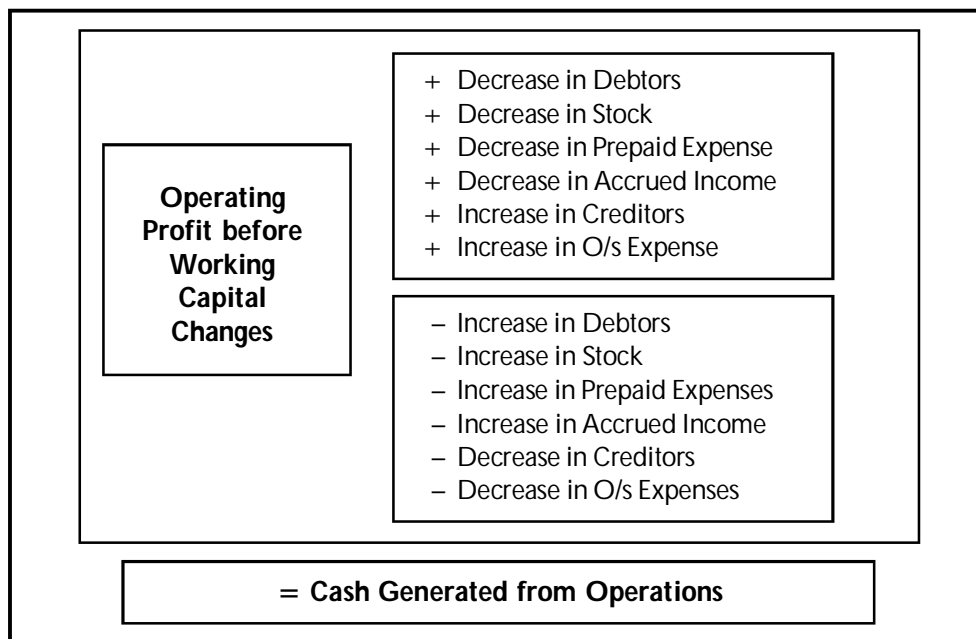 Operating
Profit before
Working
Capital
Changes
+ Decrease in Debtors
+ Decrease in Stock
+ Decrease in Prepaid Expense
+ Decrease in Accrued Income
+ Increase in Creditors
+ Increase in O/s Expense
– Increase in Debtors
– Increase in Stock
– Increase in Prepaid Expenses
– Increase in Accrued Income
– Decrease in Creditors
– Decrease in O/s Expenses
= Cash Generated from Operations